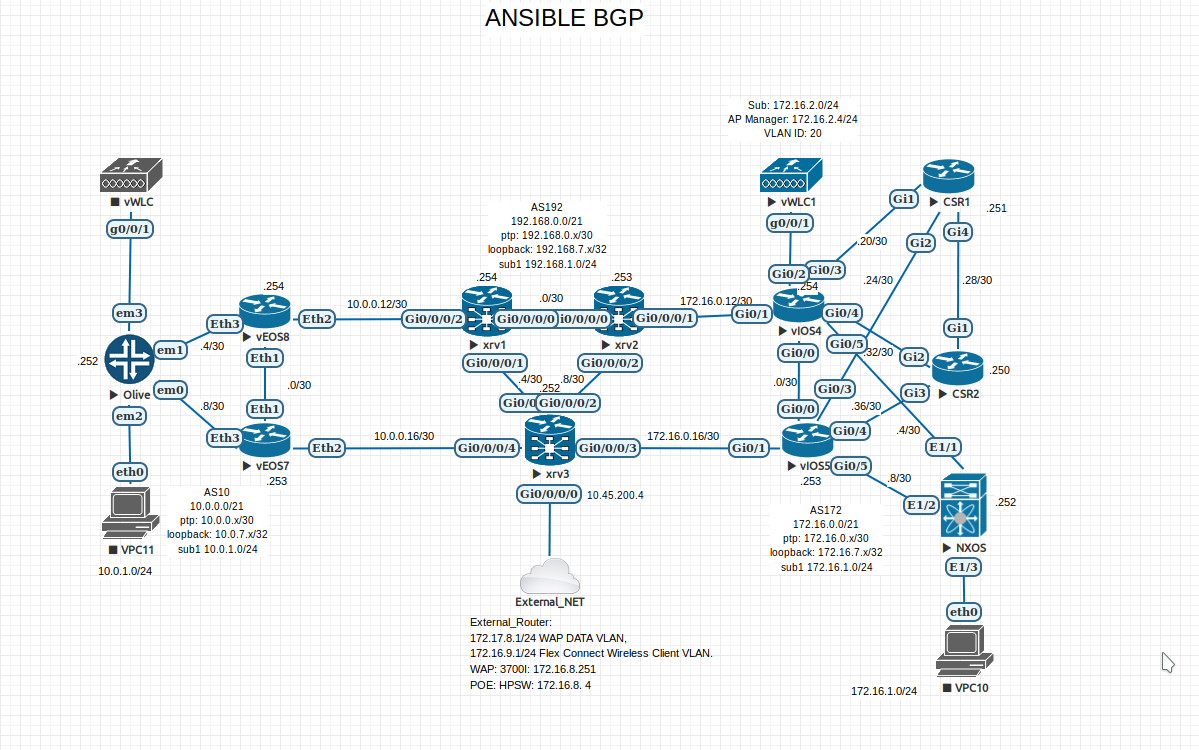 ANSIBLE BGP
Sub: 172.16.2.0/24
AP Manager: 172.16.2.4/24
VLAN ID: 20
vWLC
g0/0/1
vWLC1
g0/0/1
CSR1
.251
Gi1
Gi2
Gi4
.20/30
.24/30
.28/30
AS192
192.168.0.0/21
ptp: 192.168.0.x/30
loopback: 192.168.7.x/32
sub1 192.168.1.0/24
.254
.253
.254
Gi0/2
Gi0/3
.254
em3
Eth3
em1
.4/30
.252
Olive
em0
em2
.8/30
vEOS8
Eth2
Eth1
.0/30
Eth1
10.0.0.12/30
Gi0/0/0/2
xrv1
Gi0/0/0/0
.0/30
Gi0/0/0/1
.4/30
i0/0/0/0
xrv2
Gi0/0/0/1
Gi0/0/0/2
.8/30
172.16.0.12/30
Gi0/1
vIOS4
Gi0/4
Gi0/5
Gi0/0
.0/30
Gi0/0
.32/30
Gi2
Gi1
.250
CSR2
Gi3
Gi0/3
.36/30
Gi0/4
.4/30
E1/1
.252
Gi0/0
Gi0/0/0/2
Eth3
vEOS7
.253
Eth2
10.0.0.16/30
Gi0/0/0/4
xrv3
Gi0/0/0/3
172.16.0.16/30
Gi0/1
vIOS5
.253
Gi0/5
.8/30
E1/2
.252
NXOS
E1/3
eth0
VPC10
172.16.1.0/24
eth0
VPC11
10.0.1.0/24
AS10
10.0.0.0/21
ptp: 10.0.0.x/30
loopback: 10.0.7.x/32
sub1 10.0.1.0/24
Gi0/0/0/0
10.45.200.4
AS172
172.16.0.0/21
ptp: 172.16.0.x/30
loopback: 172.16.7.x/32
sub1 172.16.1.0/24
External_NET
External_Router:
172.17.8.1/24 WAP DATA VLAN,
172.16.9.1/24 Flex Connect Wireless Client VLAN.
WAP: 3700I: 172.16.8.251
POE: HPSW: 172.16.8. 4